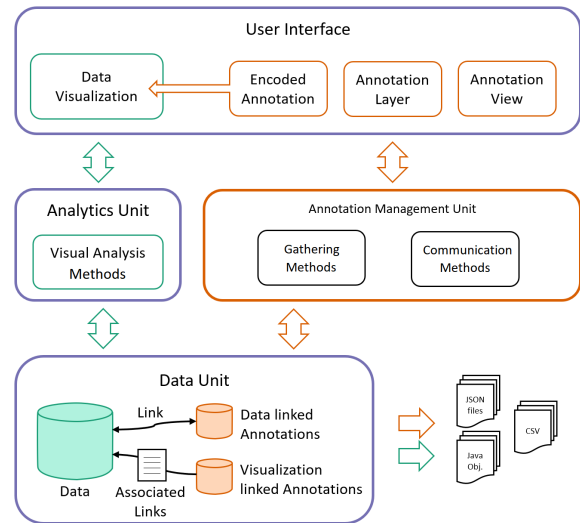 User Interface
Data
Visualization
Encoded
Annotation
Annotation
Layer
Annotation
View
Analytics Unit
Visual Analysis
Methods
Annotation Management Unit
Gathering
Methods
Communication
Methods
Data Unit
Link
Data linked
Annotations
Data
Associated
Links
Visualization
linked Annotations
JSON
files
CSV
Java
Obj.